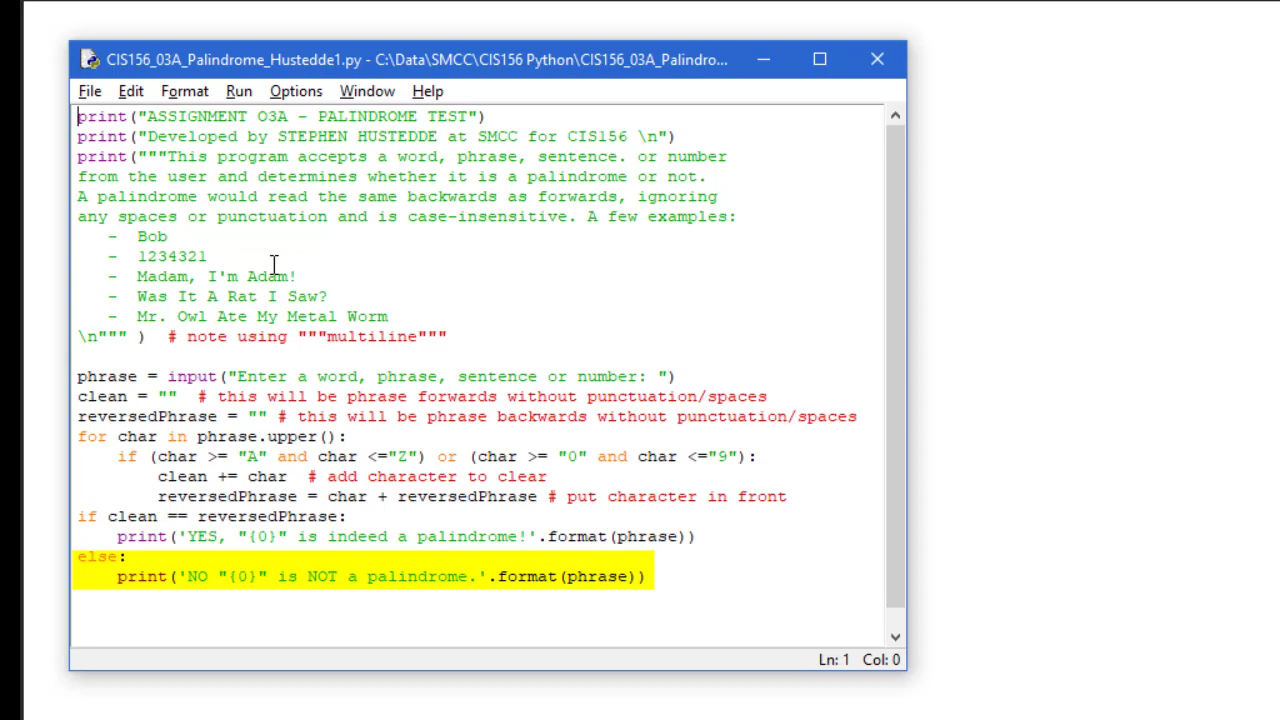 CIS156_03A_Palindrome_Hustedde1.py - C:\Data\SMCC\CIS156 Python\CIS156_03A_Palindro...
File Edit Format Run Options Window Help
print("ASSIGNMENT O3A - PALINDROME TEST")
print("Developed by STEPHEN HUSTEDDE at SMCC for CIS156 \n")
print("""This program accepts a word, phrase, sentence. or number
from the user and determines whether it is a palindrome or not.
A palindrome would read the same backwards as forwards, ignoring
any spaces or punctuation and is case-insensitive. A few examples:
   -  Bob
   -  1234321
   -  Madam, I'm Adam!
   -  Was It A Rat I Saw?
   -  Mr. Owl Ate My Metal Worm
\n""" )  # note using """multiline"""
phrase = input("Enter a word, phrase, sentence or number: ")
clean = ""  # this will be phrase forwards without punctuation/spaces
reversedPhrase = "" # this will be phrase backwards without punctuation/spaces
for char in phrase.upper():
    if (char >= "A" and char <="Z") or (char >= "0" and char <="9"):
        clean += char  # add character to clear
        reversedPhrase = char + reversedPhrase # put character in front
if clean == reversedPhrase:
    print('YES, "{0}" is indeed a palindrome!'.format(phrase))
else:
    print('NO "{0}" is NOT a palindrome.'.format(phrase))
Ln: 1 Col: 0